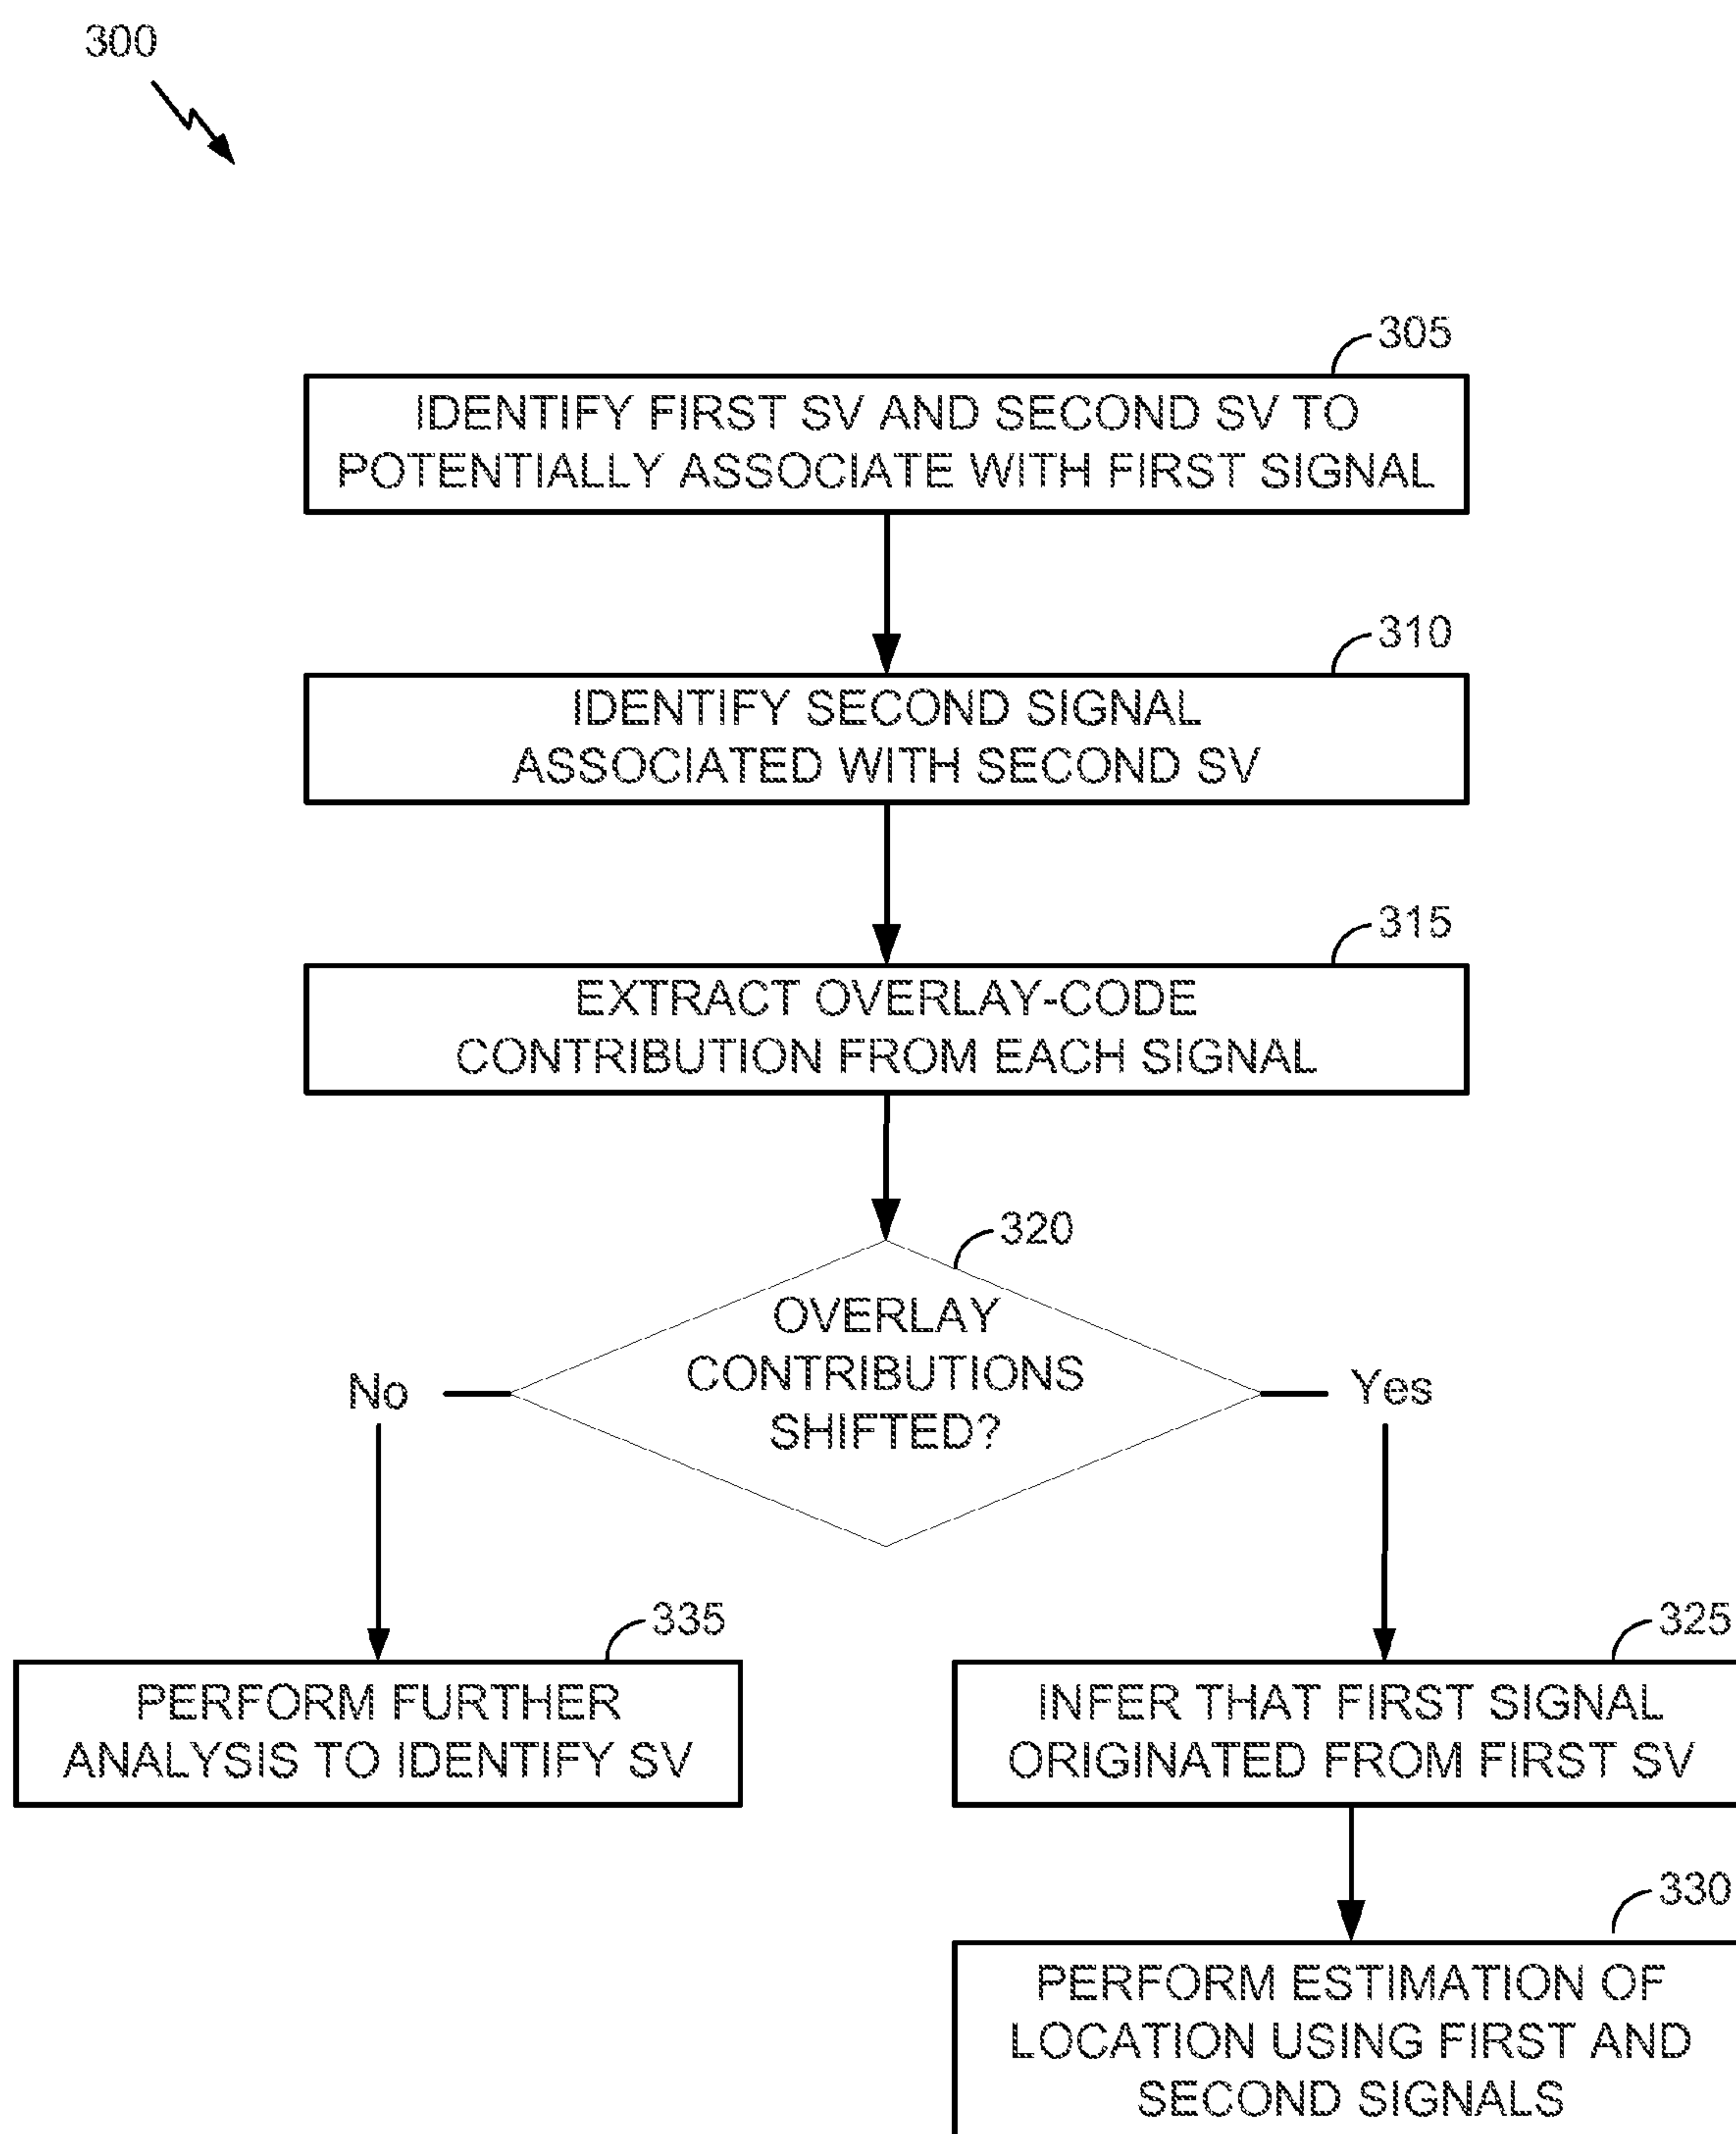 300
305
IDENTIFY FIRST SV AND SECOND SV TO
POTENTIALLY ASSOCIATE WITH FIRST SIGNAL
310
IDENTIFY SECOND SIGNAL
ASSOCIATED WITH SECOND SV
315
EXTRACT OVERLAY-CODE
CONTRIBUTION FROM EACH SIGNAL
320
OVERLAY
CONTRIBUTIONS
SHIFTED?
No
Yes
335
PERFORM FURTHER
ANALYSIS TO IDENTIFY SV
325
INFER THAT FIRST SIGNAL
ORIGINATED FROM FIRST SV
330
PERFORM ESTIMATION OF
LOCATION USING FIRST AND
SECOND SIGNALS